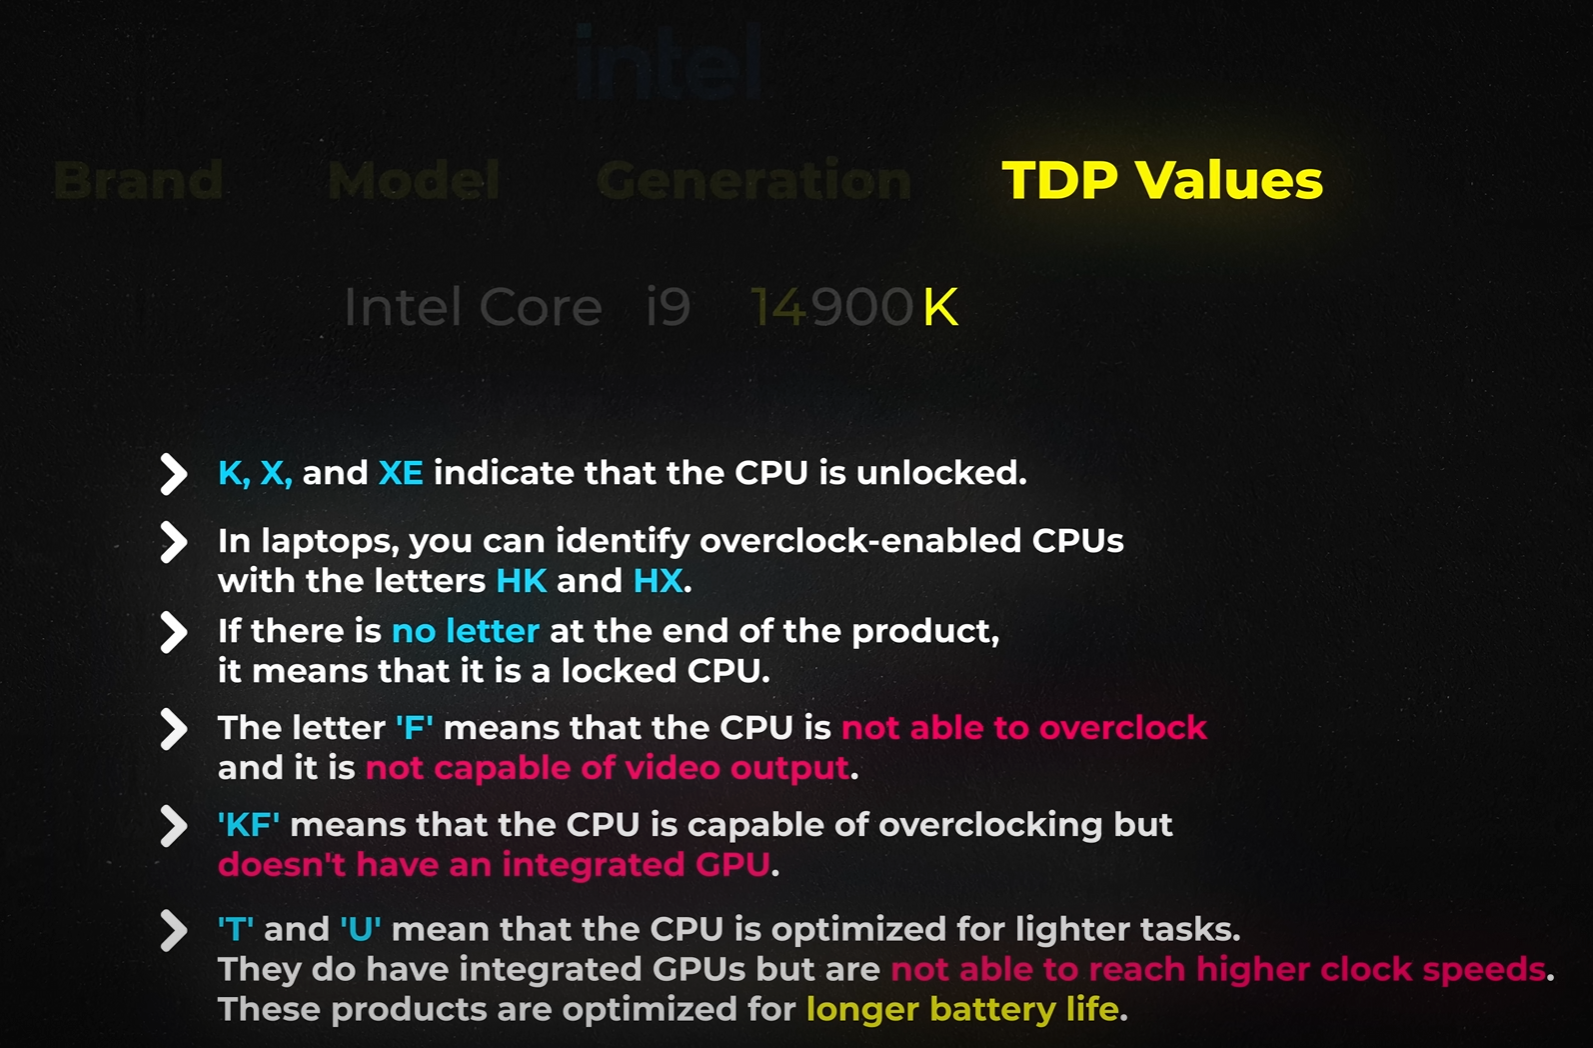 intel
Brand Model Generation TDP Values
Intel Core i9 14900K
K, X, and XE indicate that the CPU is unlocked.
In laptops, you can identify overclock-enabled CPUs
with the letters HK and HX.
If there is no letter at the end of the product,
it means that it is a locked CPU.
The letter 'F' means that the CPU is not able to overclock
and it is not capable of video output.
'KF' means that the CPU is capable of overclocking but
doesn't have an integrated GPU.
'T' and 'U' mean that the CPU is optimized for lighter tasks.
They do have integrated GPUs but are not able to reach higher clock speeds.
These products are optimized for longer battery life.